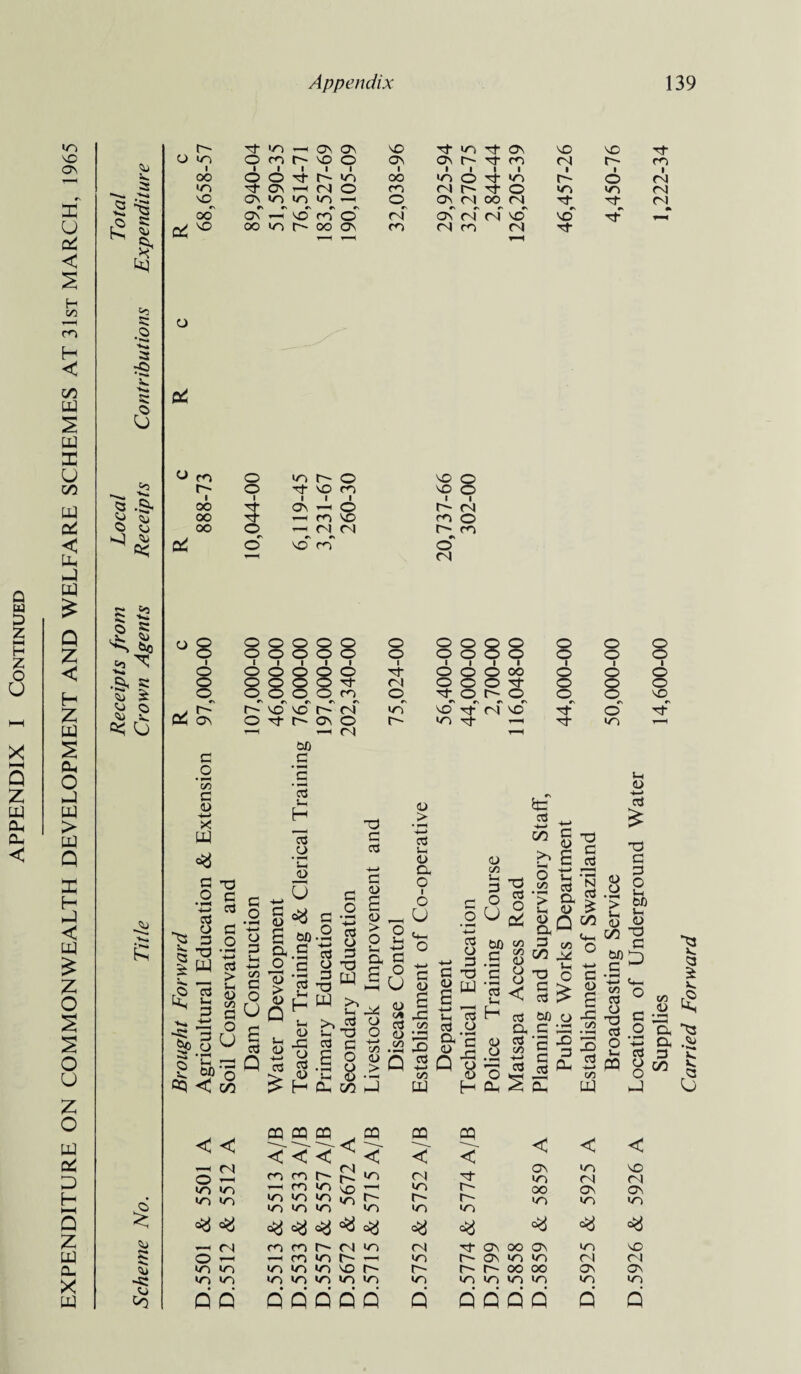 Appendix 139
APPENDIX I CONTINUED
EXPENDITURE ON COMMONWEALTH DEVELOPMENT AND WELFARE SCHEMES AT 31ST MARCH, 1965
Scheme No. Title Receipts from Crown Agents Local Receipts Contributions Total Expenditure
Brought Forward R c R c R c R c
D.5501 & 5501 A Agricultural Education & Extension 97,000-00 888-73 68,658-57
D.5512 & 5512 A Soil Conservation and
Dam Construction 107,000-00 10,044-00 89,940-04
D.5513 & 5513 A/B Water Development 46,000-00 51,590-35
D.5533 & 5533 A/B Teacher Training & Clerical Training 76,000-00 6,119-45 76,514-71
D.5557 & 5557 A/B Primary Education 197,000-00 3,231-67 183,527-69
D.5672 & 5672 A Secondary Education 202,340-00 260-30 190,105-09
D.5715 & 5715 A/B Livestock Improvement and
Disease Control 75,024-00 32,038-96
D.5752 & 5752 A/B Establishment of Co-operative
Department 56,400-00 20,737-66 29,925-94
D.5774 & 5774 A/B Technical Education 44,000-00 302-00 32,270-75
D.5799 Police Training Course 2,700-00 2,844-44
D.5858 Matsapa Access Road 116,048-00 126,205-39
D.5859 & 5859 A Planning and Supervisory Staff,
Public Works Department 44,000-00 46,457-26
D.5925 & 5925 A Establishment of Swaziland
Broadcasting Service 50,000-00 4,450-76
D.5926 & 5926 A Location of Underground Water
Supplies 14,600-00 1,222-34
Carried Forward